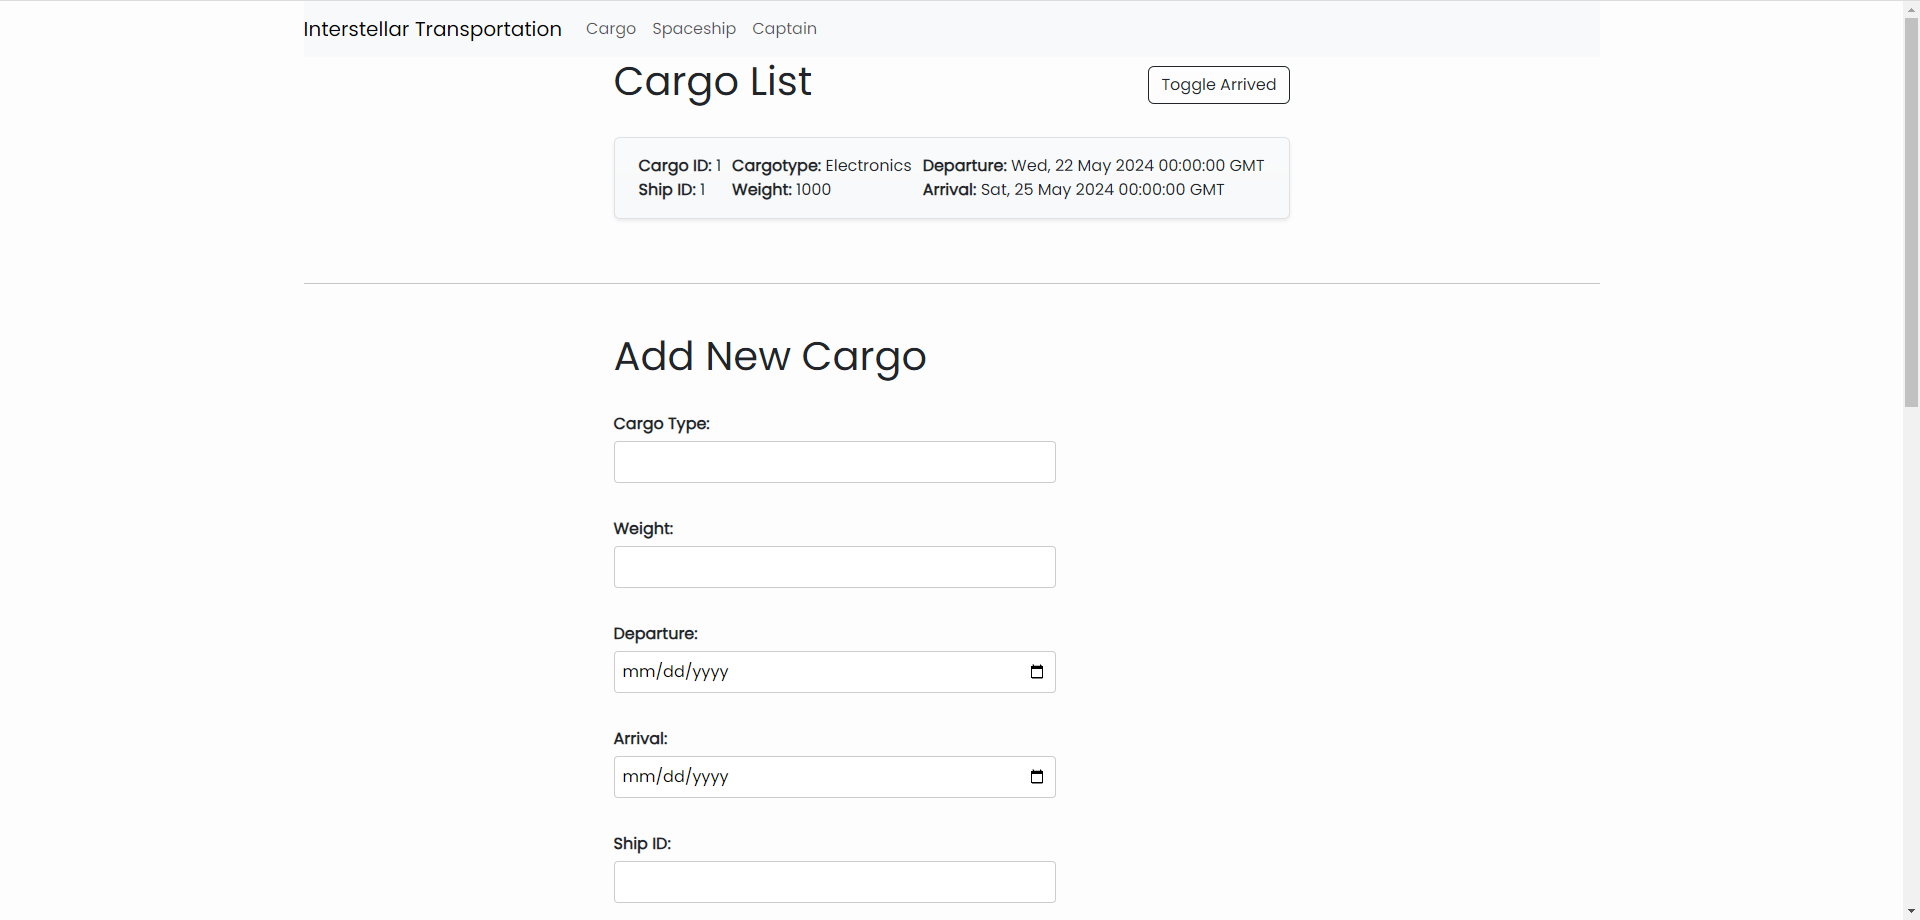 Interstellar Transportation Cargo Spaceship Captain
Cargo List
Toggle Arrived
Cargo ID: 1 Cargotype: Electronics Departure: Wed, 22 May 2024 00:00:00 GMT
Ship ID: 1 Weight: 1000 Arrival: Sat, 25 May 2024 00:00:00 GMT
Add New Cargo
Cargo Type:
Weight:
Departure:
mm/dd/yyyy
Arrival:
mm/dd/yyyy
Ship ID: